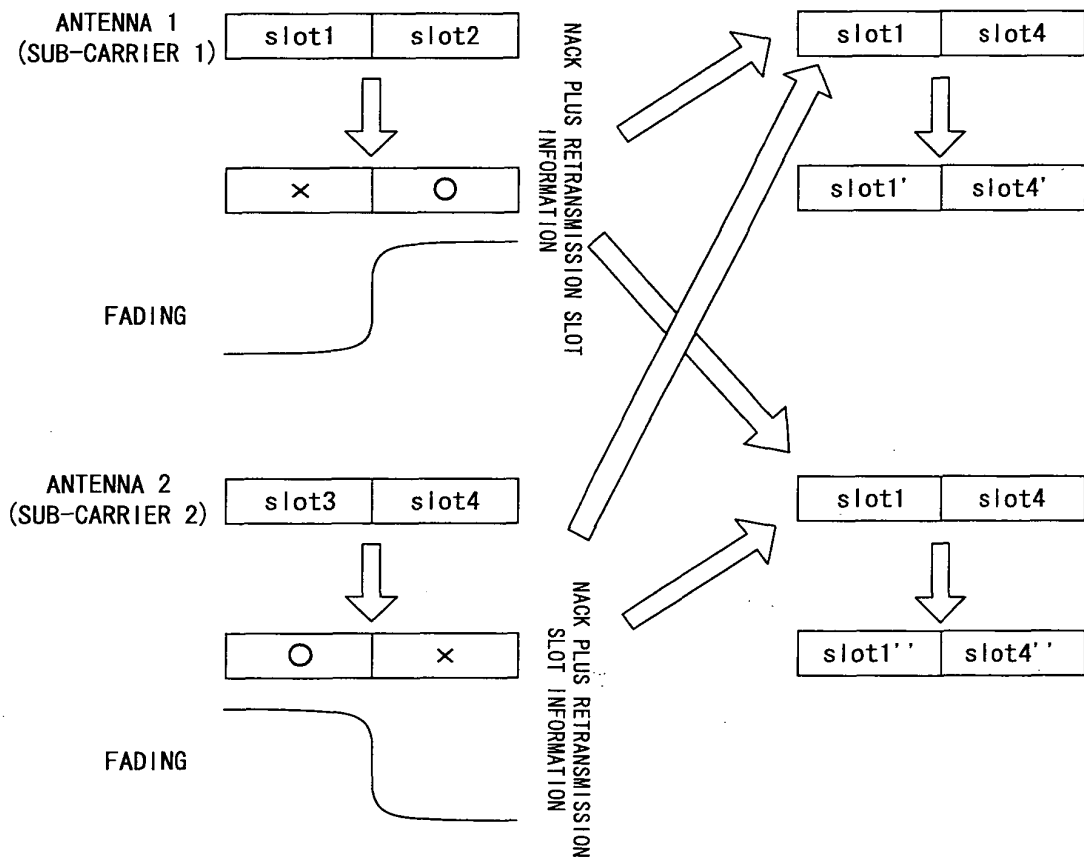 ANTENNA 1
(SUB-CARRIER 1)
slot1 slot2
× ○
FADING
NACK PLUS RETRANSMISSION SLOT
INFORMATION
slot1 slot4
slot1' slot4'
ANTENNA 2
(SUB-CARRIER 2)
slot3 slot4
○ ×
FADING
NACK PLUS RETRANSMISSION
SLOT INFORMATION
slot1 slot4
slot1'' slot4''